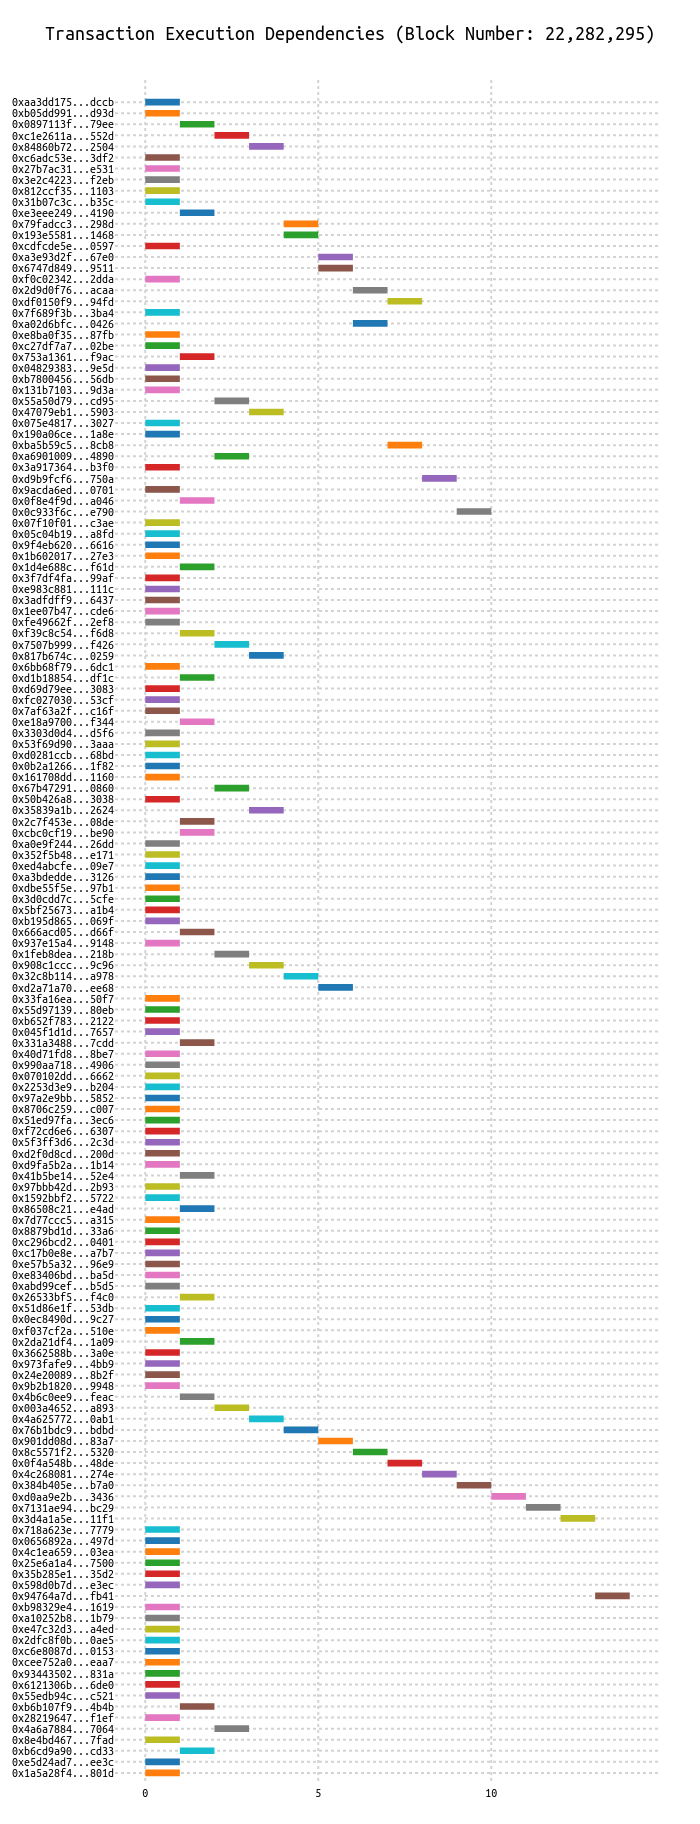 Transaction Execution Dependencies (Block Number: 22,282,295)
0xaa3dd175...dccb
0xb05dd991...d93d
0x0897113f...79ee
0xc1e2611a...552d
0x84860b72...2504
0xc6adc53e...3df2
0x27b7ac31...e531
0x3e2c4223...f2eb
0x812ccf35...1103
0x31b07c3c...b35c
0xe3eee249...4190
0x79fadcc3...298d
0x193e5581...1468
0xcdfcde5e...0597
0xa3e93d2f...67e0
0x6747d849...9511
0xf0c02342...2dda
0x2d9d0f76...acaa
0xdf0150f9...94fd
0x7f689f3b...3ba4
0xa02d6bfc...0426
0xe8ba0f35...87fb
0xc27df7a7...02be
0x753a1361...f9ac
0x04829383...9e5d
0xb7800456...56db
0x131b7103...9d3a
0x55a50d79...cd95
0x47079eb1...5903
0x075e4817...3027
0x190a06ce...1a8e
0xba5b59c5...8cb8
0xa6901009...4890
0x3a917364...b3f0
0xd9b9fcf6...750a
0x9acda6ed...0701
0x0f8e4f9d...a046
0x0c933f6c...e790
0x07f10f01...c3ae
0x05c04b19...a8fd
0x9f4eb620...6616
0x1b602017...27e3
0x1d4e688c...f61d
0x3f7df4fa...99af
0xe983c881...111c
0x3adfdff9...6437
0x1ee07b47...cde6
0xfe49662f...2ef8
0xf39c8c54...f6d8
0x7507b999...f426
0x817b674c...0259
0x6bb68f79...6dc1
0xd1b18854...df1c
0xd69d79ee...3083
0xfc027030...53cf
0x7af63a2f...c16f
0xe18a9700...f344
0x3303d0d4...d5f6
0x53f69d90...3aaa
0xd0281ccb...68bd
0x0b2a1266...1f82
0x161708dd...1160
0x67b47291...0860
0x50b426a8...3038
0x35839a1b...2624
0x2c7f453e...08de
0xcbc0cf19...be90
0xa0e9f244...26dd
0x352f5b48...e171
0xed4abcfe...09e7
0xa3bdedde...3126
0xdbe55f5e...97b1
0x3d0cdd7c...5cfe
0x5bf25673...a1b4
0xb195d865...069f
0x666acd05...d66f
0x937e15a4...9148
0x1feb8dea...218b
0x908c1ccc...9c96
0x32c8b114...a978
0xd2a71a70...ee68
0x33fa16ea...50f7
0x55d97139...80eb
0xb652f783...2122
0x045f1d1d...7657
0x331a3488...7cdd
0x40d71fd8...8be7
0x990aa718...4906
0x070102dd...6662
0x2253d3e9...b204
0x97a2e9bb...5852
0x8706c259...c007
0x51ed97fa...3ec6
0xf72cd6e6...6307
0x5f3ff3d6...2c3d
0xd2f0d8cd...200d
0xd9fa5b2a...1b14
0x41b5be14...52e4
0x97bbb42d...2b93
0x1592bbf2...5722
0x86508c21...e4ad
0x7d77ccc5...a315
0x8879bd1d...33a6
0xc296bcd2...0401
0xc17b0e8e...a7b7
0xe57b5a32...96e9
0xe83406bd...ba5d
0xabd99cef...b5d5
0x26533bf5...f4c0
0x51d86e1f...53db
0x0ec8490d...9c27
0xf037cf2a...510e
0x2da21df4...1a09
0x3662588b...3a0e
0x973fafe9...4bb9
0x24e20089...8b2f
0x9b2b1820...9948
0x4b6c0ee9...feac
0x003a4652...a893
0x4a625772...0ab1
0x76b1bdc9...bdbd
0x901dd08d...83a7
0x8c5571f2...5320
0x0f4a548b...48de
0x4c268081...274e
0x384b405e...b7a0
0xd0aa9e2b...3436
0x7131ae94...bc29
0x3d4a1a5e...11f1
0x718a623e...7779
0x0656892a...497d
0x4c1ea659...03ea
0x25e6a1a4...7500
0x35b285e1...35d2
0x598d0b7d...e3ec
0x94764a7d...fb41
0xb98329e4...1619
0xa10252b8...1b79
0xe47c32d3...a4ed
0x2dfc8f0b...0ae5
0xc6e8087d...0153
0xcee752a0...eaa7
0x93443502...831a
0x6121306b...6de0
0x55edb94c...c521
0xb6b107f9...4b4b
0x28219647...f1ef
0x4a6a7884...7064
0x8e4bd467...7fad
0xb6cd9a90...cd33
0xe5d24ad7...ee3c
0x1a5a28f4...801d
0 5 10